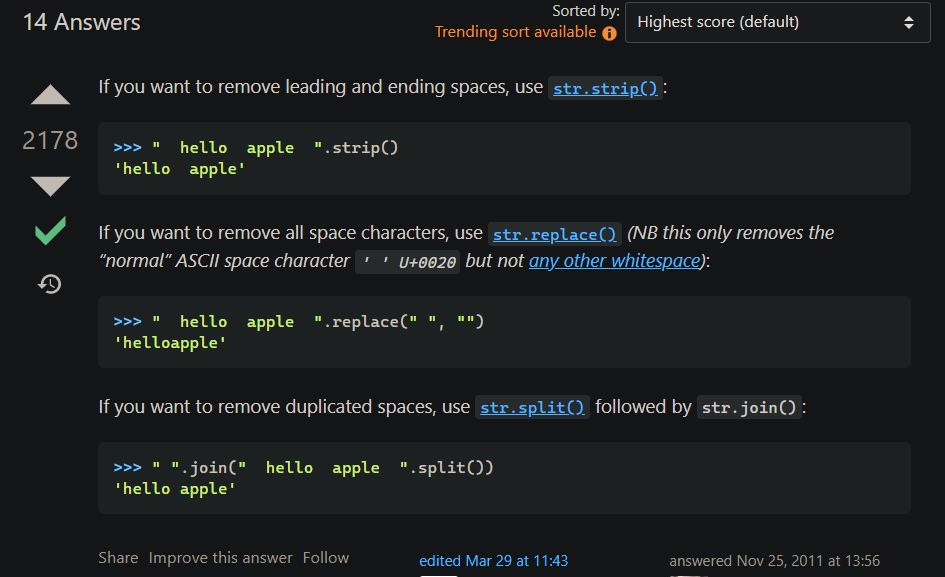 14 Answers
Sorted by:
Trending sort available
Highest score (default)
If you want to remove leading and ending spaces, use str.strip():
2178
>>> "  hello  apple  ".strip()
'hello  apple'
If you want to remove all space characters, use str.replace() (NB this only removes the
“normal” ASCII space character ' ' U+0020 but not any other whitespace):
>>> "  hello  apple  ".replace(" ", "")
'helloapple'
If you want to remove duplicated spaces, use str.split() followed by str.join():
>>> " ".join("  hello  apple  ".split())
'hello apple'
Share Improve this answer Follow
edited Mar 29 at 11:43
answered Nov 25, 2011 at 13:56